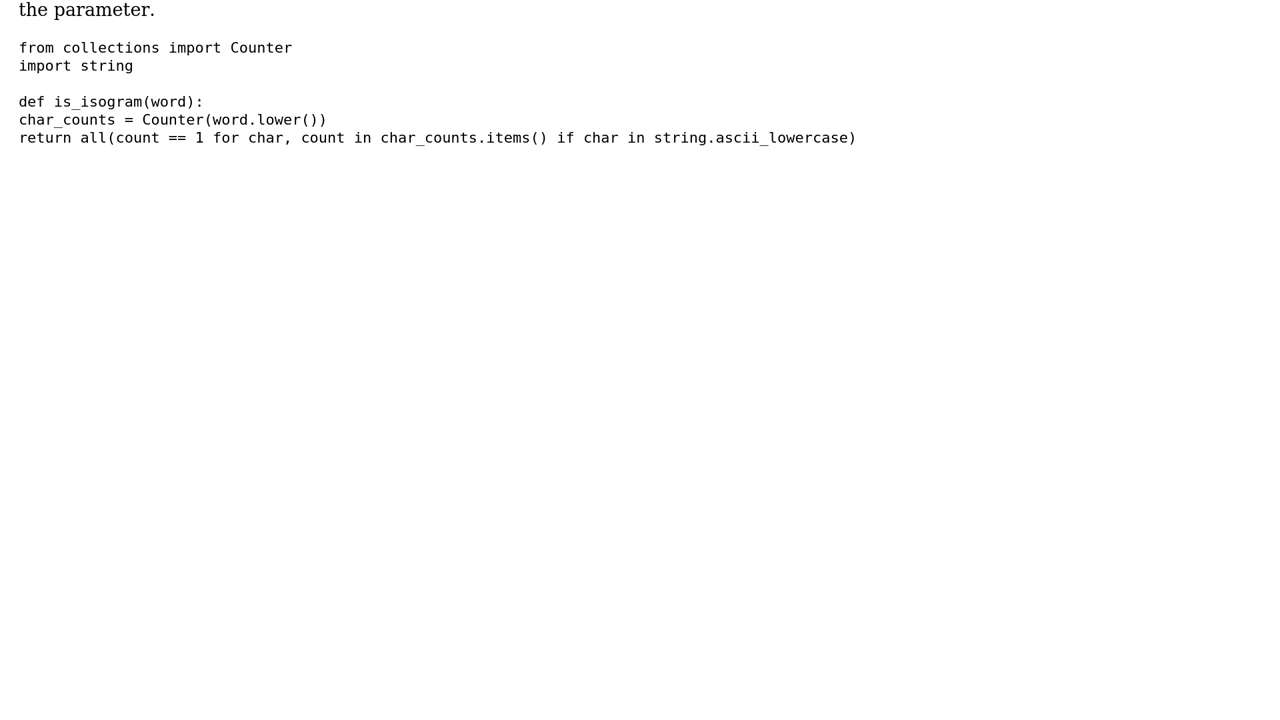 the parameter.
from collections import Counter
import string
def is_isogram(word):
char_counts = Counter(word.lower())
return all(count == 1 for char, count in char_counts.items() if char in string.ascii_lowercase)